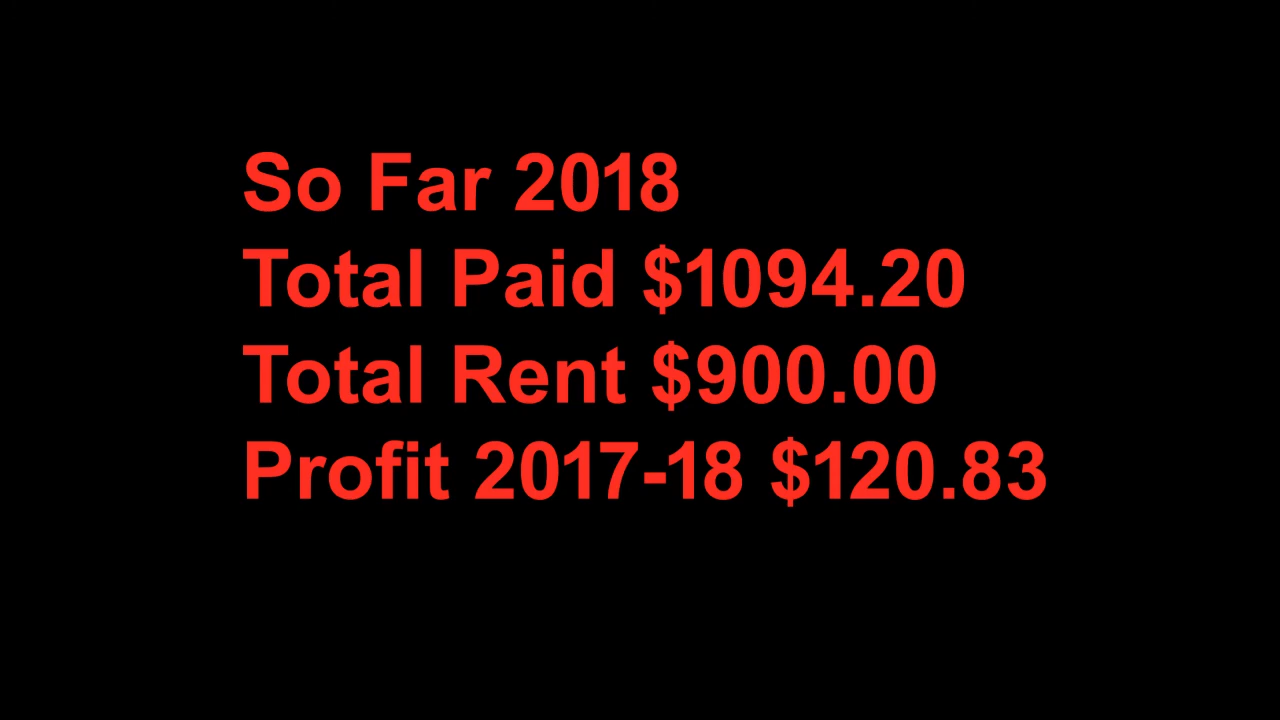 So Far 2018
Total Paid $1094.20
Total Rent $900.00
Profit 2017-18 $120.83